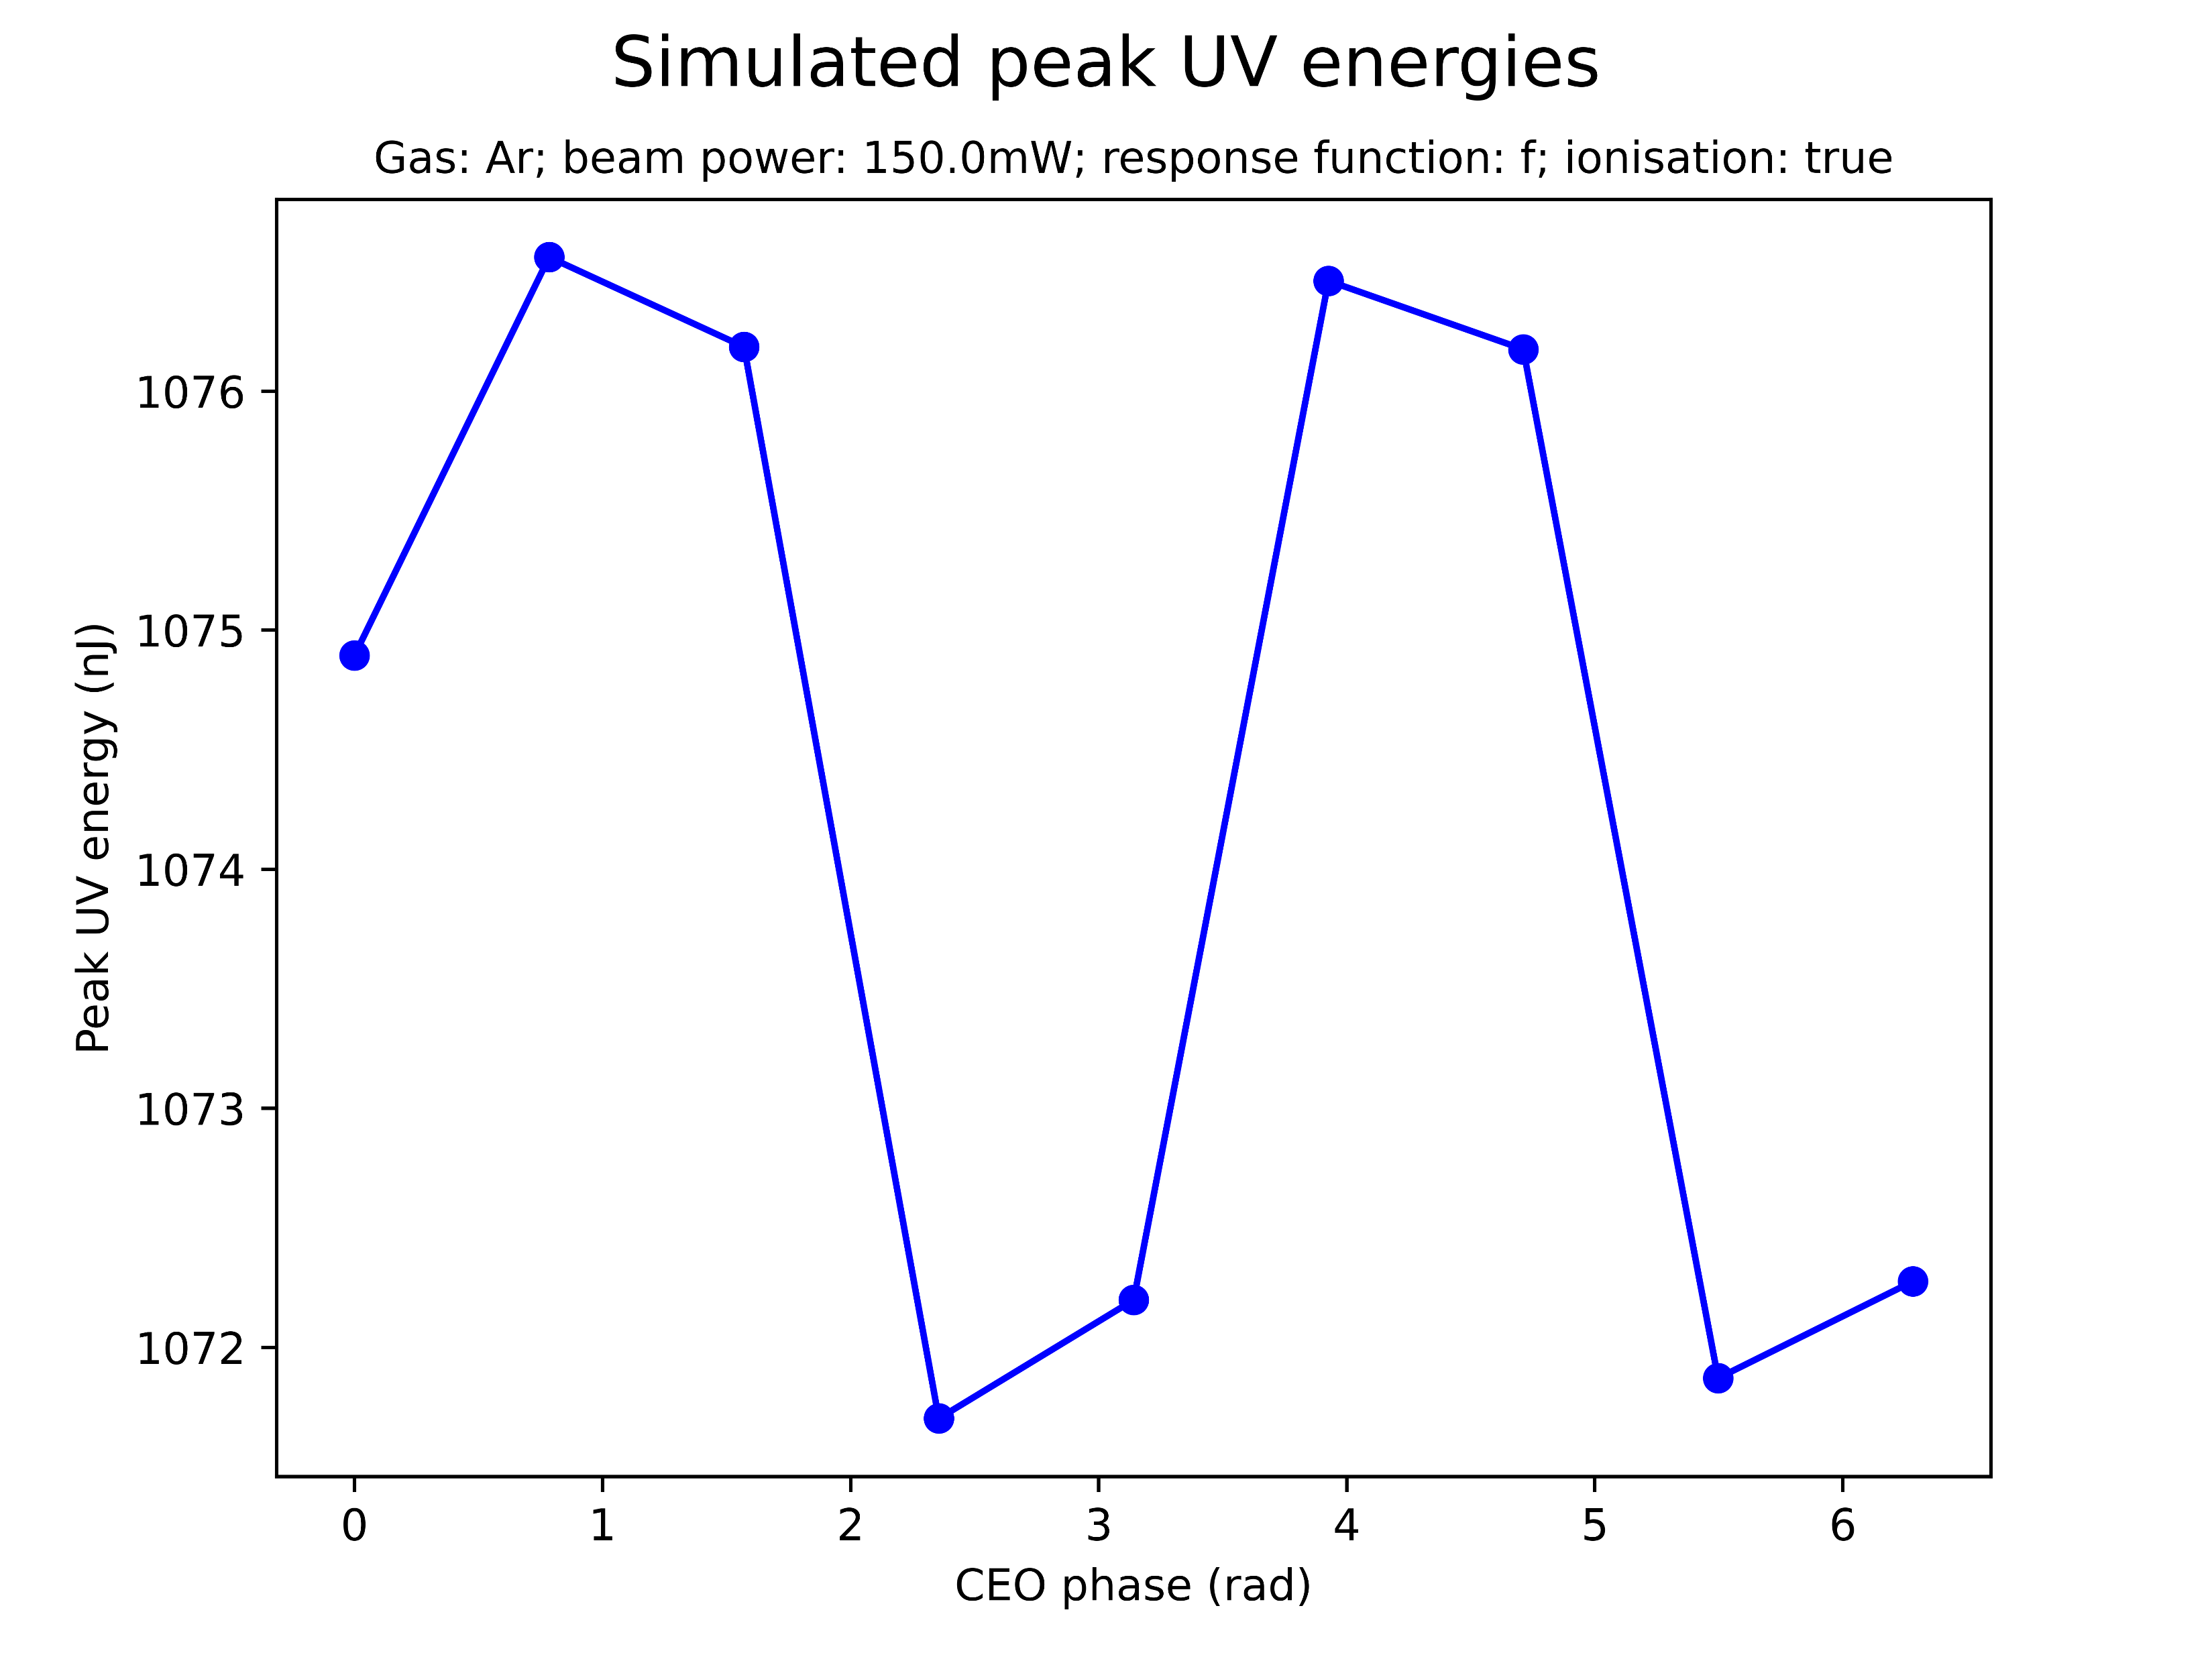 Simulated peak UV energies
Gas: Ar; beam power: 150.0mW; response function: f; ionisation: true
Peak UV energy (nJ)
1076
1075
1074
1073
1072
0 1 2 3 4 5 6
CEO phase (rad)